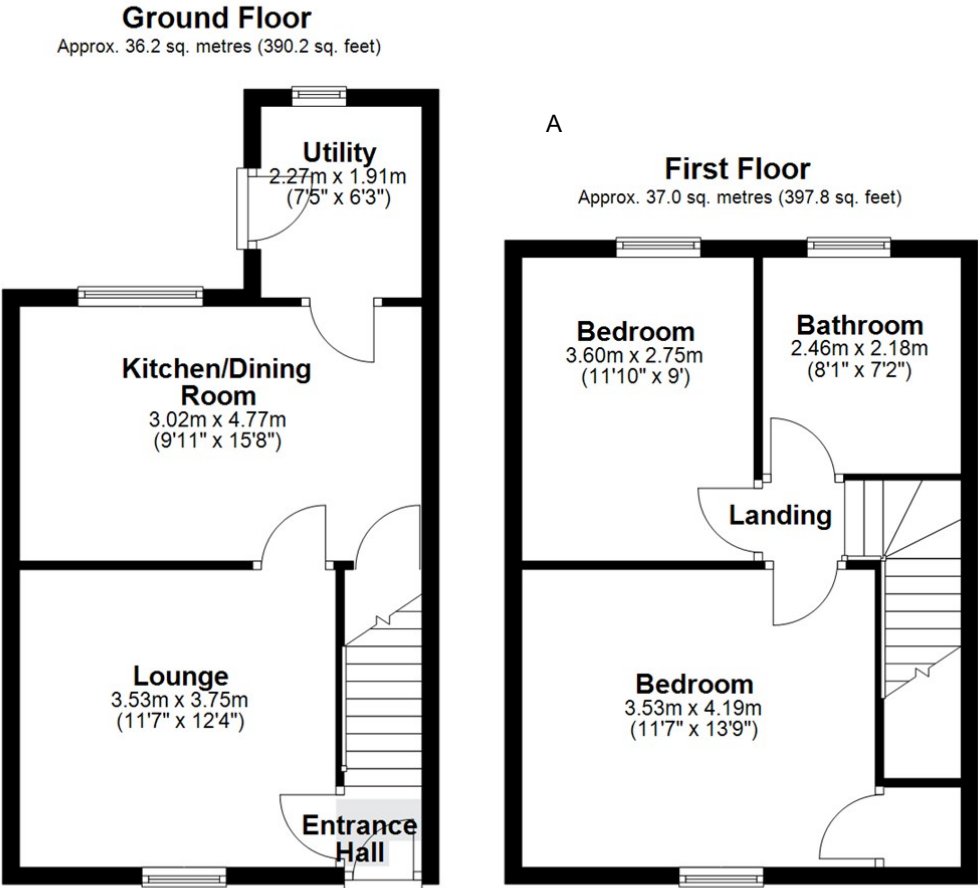 Ground Floor
Approx. 36.2 sq. metres (390.2 sq. feet)
Utility
2.27m x 1.91m
(7'5" x 6'3")
Kitchen/Dining
Room
3.02m x 4.77m
(9'11" x 15'8")
Lounge
3.53m x 3.75m
(11'7" x 12'4")
Entrance
Hall
A
First Floor
Approx. 37.0 sq. metres (397.8 sq. feet)
Bedroom
3.60m x 2.75m
(11'10" x 9')
Bathroom
2.46m x 2.18m
(8'1" x 7'2")
Landing
Bedroom
3.53m x 4.19m
(11'7" x 13'9")